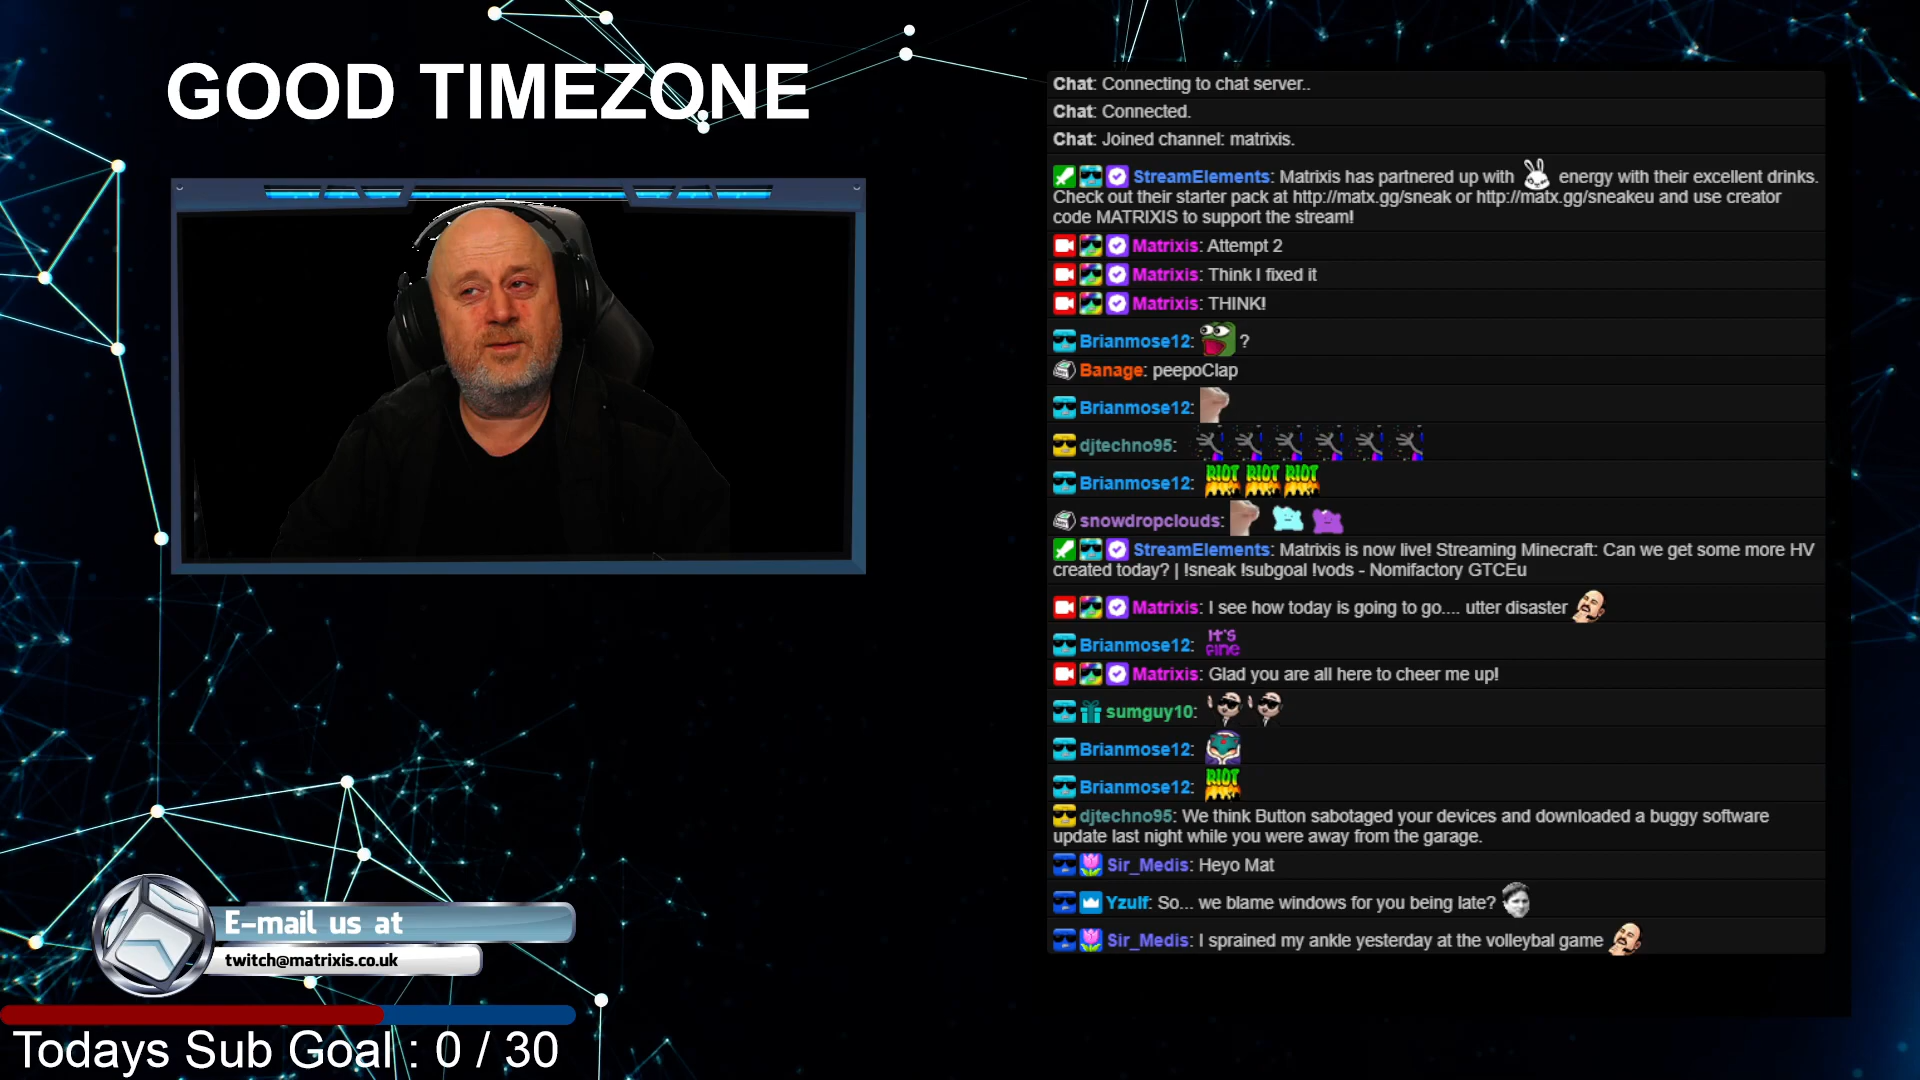 GOOD TIMEZONE
Chat: Connecting to chat server..
Chat: Connected.
Chat: Joined channel: matrixis.
StreamElements: Matrixis has partnered up with energy with their excellent drinks.
Check out their starter pack at http://matx.gg/sneak or http://matx.gg/sneakeu and use creator
code MATRIXIS to support the stream!
Matrixis: Attempt 2
Matrixis: Think I fixed it
Matrixis: THINK!
Brianmose12: ?
Banage: peepoClap
Brianmose12:
djtechno95:
Brianmose12: RIOT RIOT RIOT
snowdropclouds:
StreamElements: Matrixis is now live! Streaming Minecraft: Can we get some more HV
created today? | !sneak !subgoal !vods - Nomifactory GTCEu
Matrixis: I see how today is going to go.... utter disaster
Brianmose12: IT'S FINE
Matrixis: Glad you are all here to cheer me up!
sumguy10:
Brianmose12:
Brianmose12: RIOT
djtechno95: We think Button sabotaged your devices and downloaded a buggy software
update last night while you were away from the garage.
Sir_Medis: Heyo Mat
Yzulf: So... we blame windows for you being late?
Sir_Medis: I sprained my ankle yesterday at the volleybal game
E-mail us at
twitch@matrixis.co.uk
Todays Sub Goal : 0 / 30